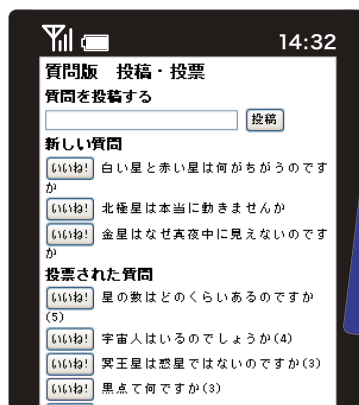 14:32
質問版 投稿・投票
質問を投稿する
投稿
新しい質問
いいね! 白い星と赤い星は何がちがうのです
か
いいね! 北極星は本当に動きませんか
いいね! 金星はなぜ真夜中に見えないのです
か
投票された質問
いいね! 星の数はどのくらいあるのですか
(5)
いいね! 宇宙人はいるのでしょうか(4)
いいね! 冥王星は惑星ではないのですか(3)
いいね! 黒点て何ですか(3)